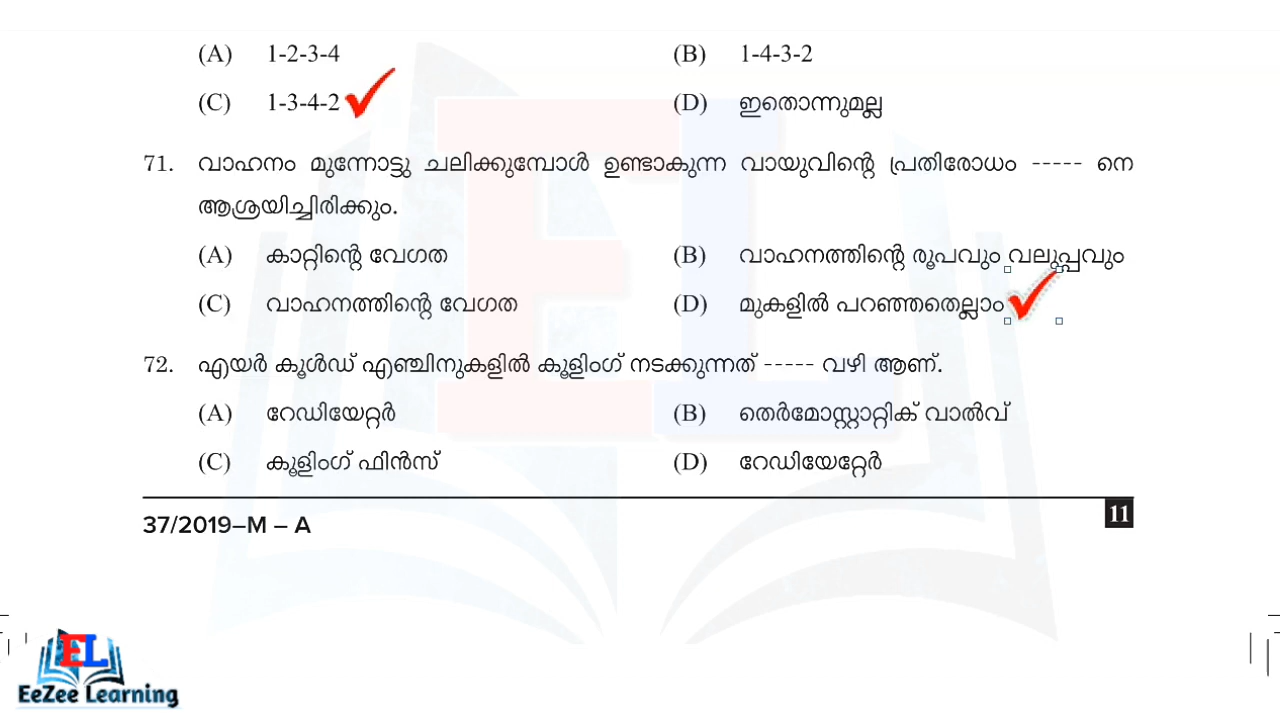 (A) 1-2-3-4 (B) 1-4-3-2
(C) 1-3-4-2 (D) ഇതൊന്നുമല്ല
71. വാഹനം മുന്നോട്ടു ചലിക്കുമ്പോൾ ഉണ്ടാകുന്ന വായുവിന്റെ പ്രതിരോധം ----- നെ
ആശ്രയിച്ചിരിക്കും.
(A) കാറ്റിന്റെ വേഗത (B) വാഹനത്തിന്റെ രൂപവും വലുപ്പവും
(C) വാഹനത്തിന്റെ വേഗത (D) മുകളിൽ പറഞ്ഞതെല്ലാം
72. എയർ കൂൾഡ് എഞ്ചിനുകളിൽ കൂളിംഗ് നടക്കുന്നത് ----- വഴി ആണ്.
(A) റേഡിയേറ്റർ (B) തെർമോസ്റ്റാറ്റിക് വാൽവ്
(C) കൂളിംഗ് ഫിൻസ് (D) റേഡിയേറ്റേർ
37/2019–M – A 11
EL
EL
EeZee Learning